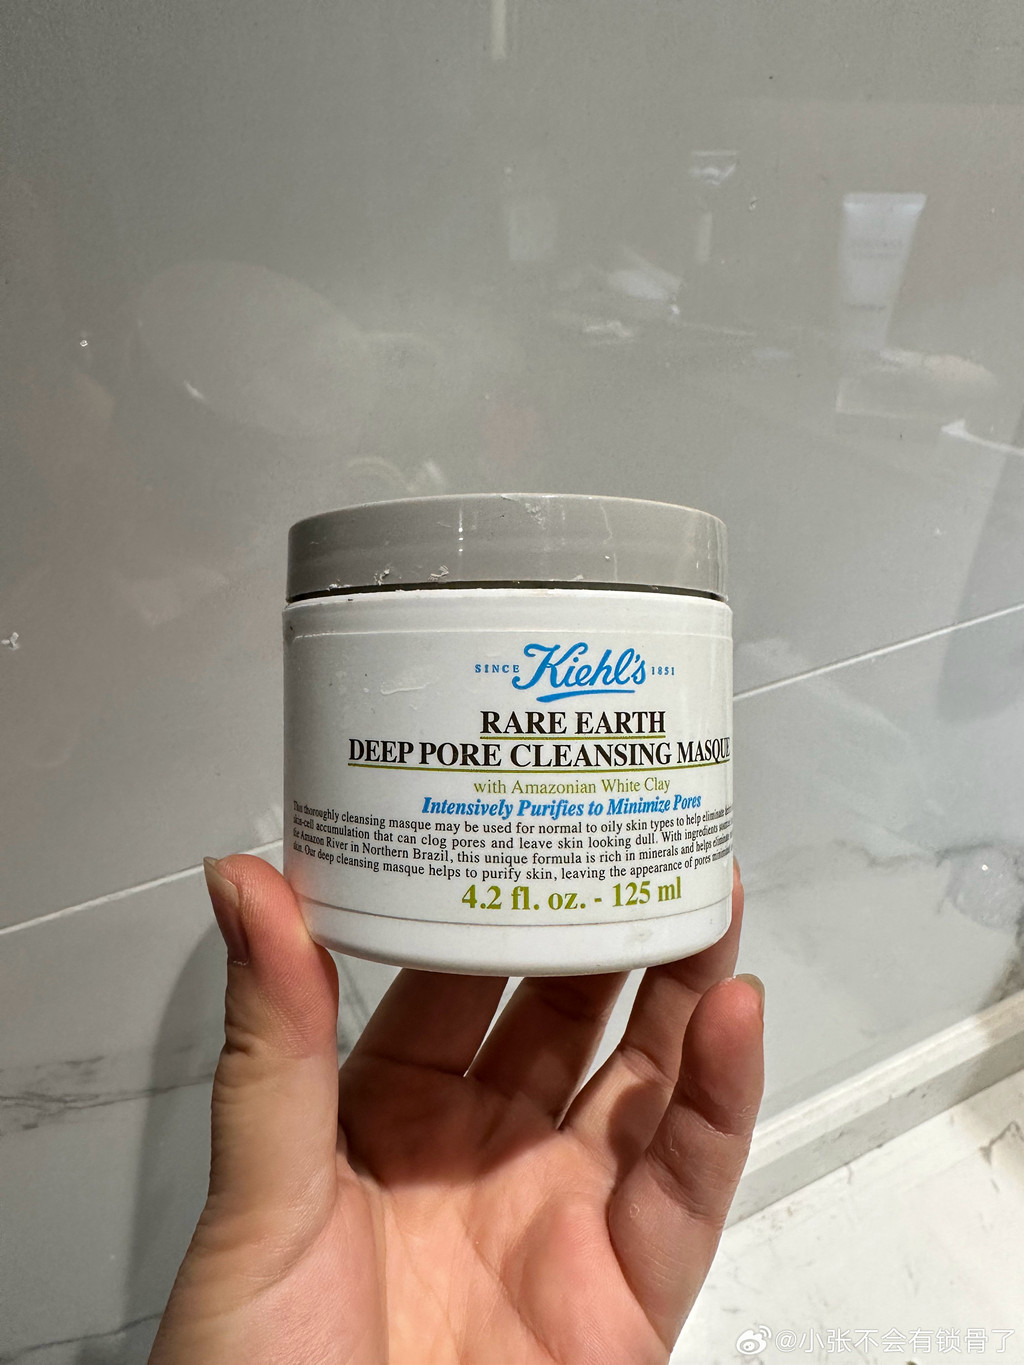 SINCE Kiehl's 1851
RARE EARTH
DEEP PORE CLEANSING MASQUE
with Amazonian White Clay
Intensively Purifies to Minimize Pores
thoroughly cleansing masque may be used for normal to oily skin types to help eliminate
skin-cell accumulation that can clog pores and leave skin looking dull. With ingredients
the Amazon River in Northern Brazil, this unique formula is rich in minerals and helps
skin. Our deep cleansing masque helps to purify skin, leaving the appearance of pores
4.2 fl. oz. - 125 ml
@小张不会有锁骨了